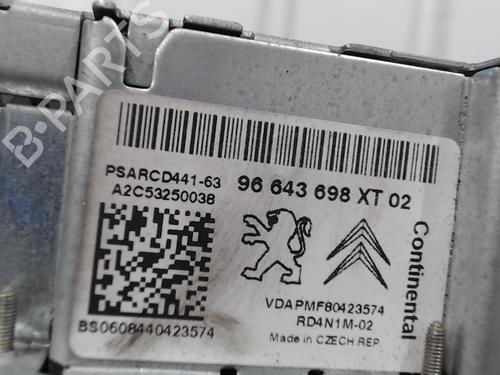 PSARCD441-63
96 643 698 XT 02
A2C53250038
Continental
VDAPMF80423574
RD4N1M-02
BS0608440423574
Made in CZECH REP.
B-PARTS